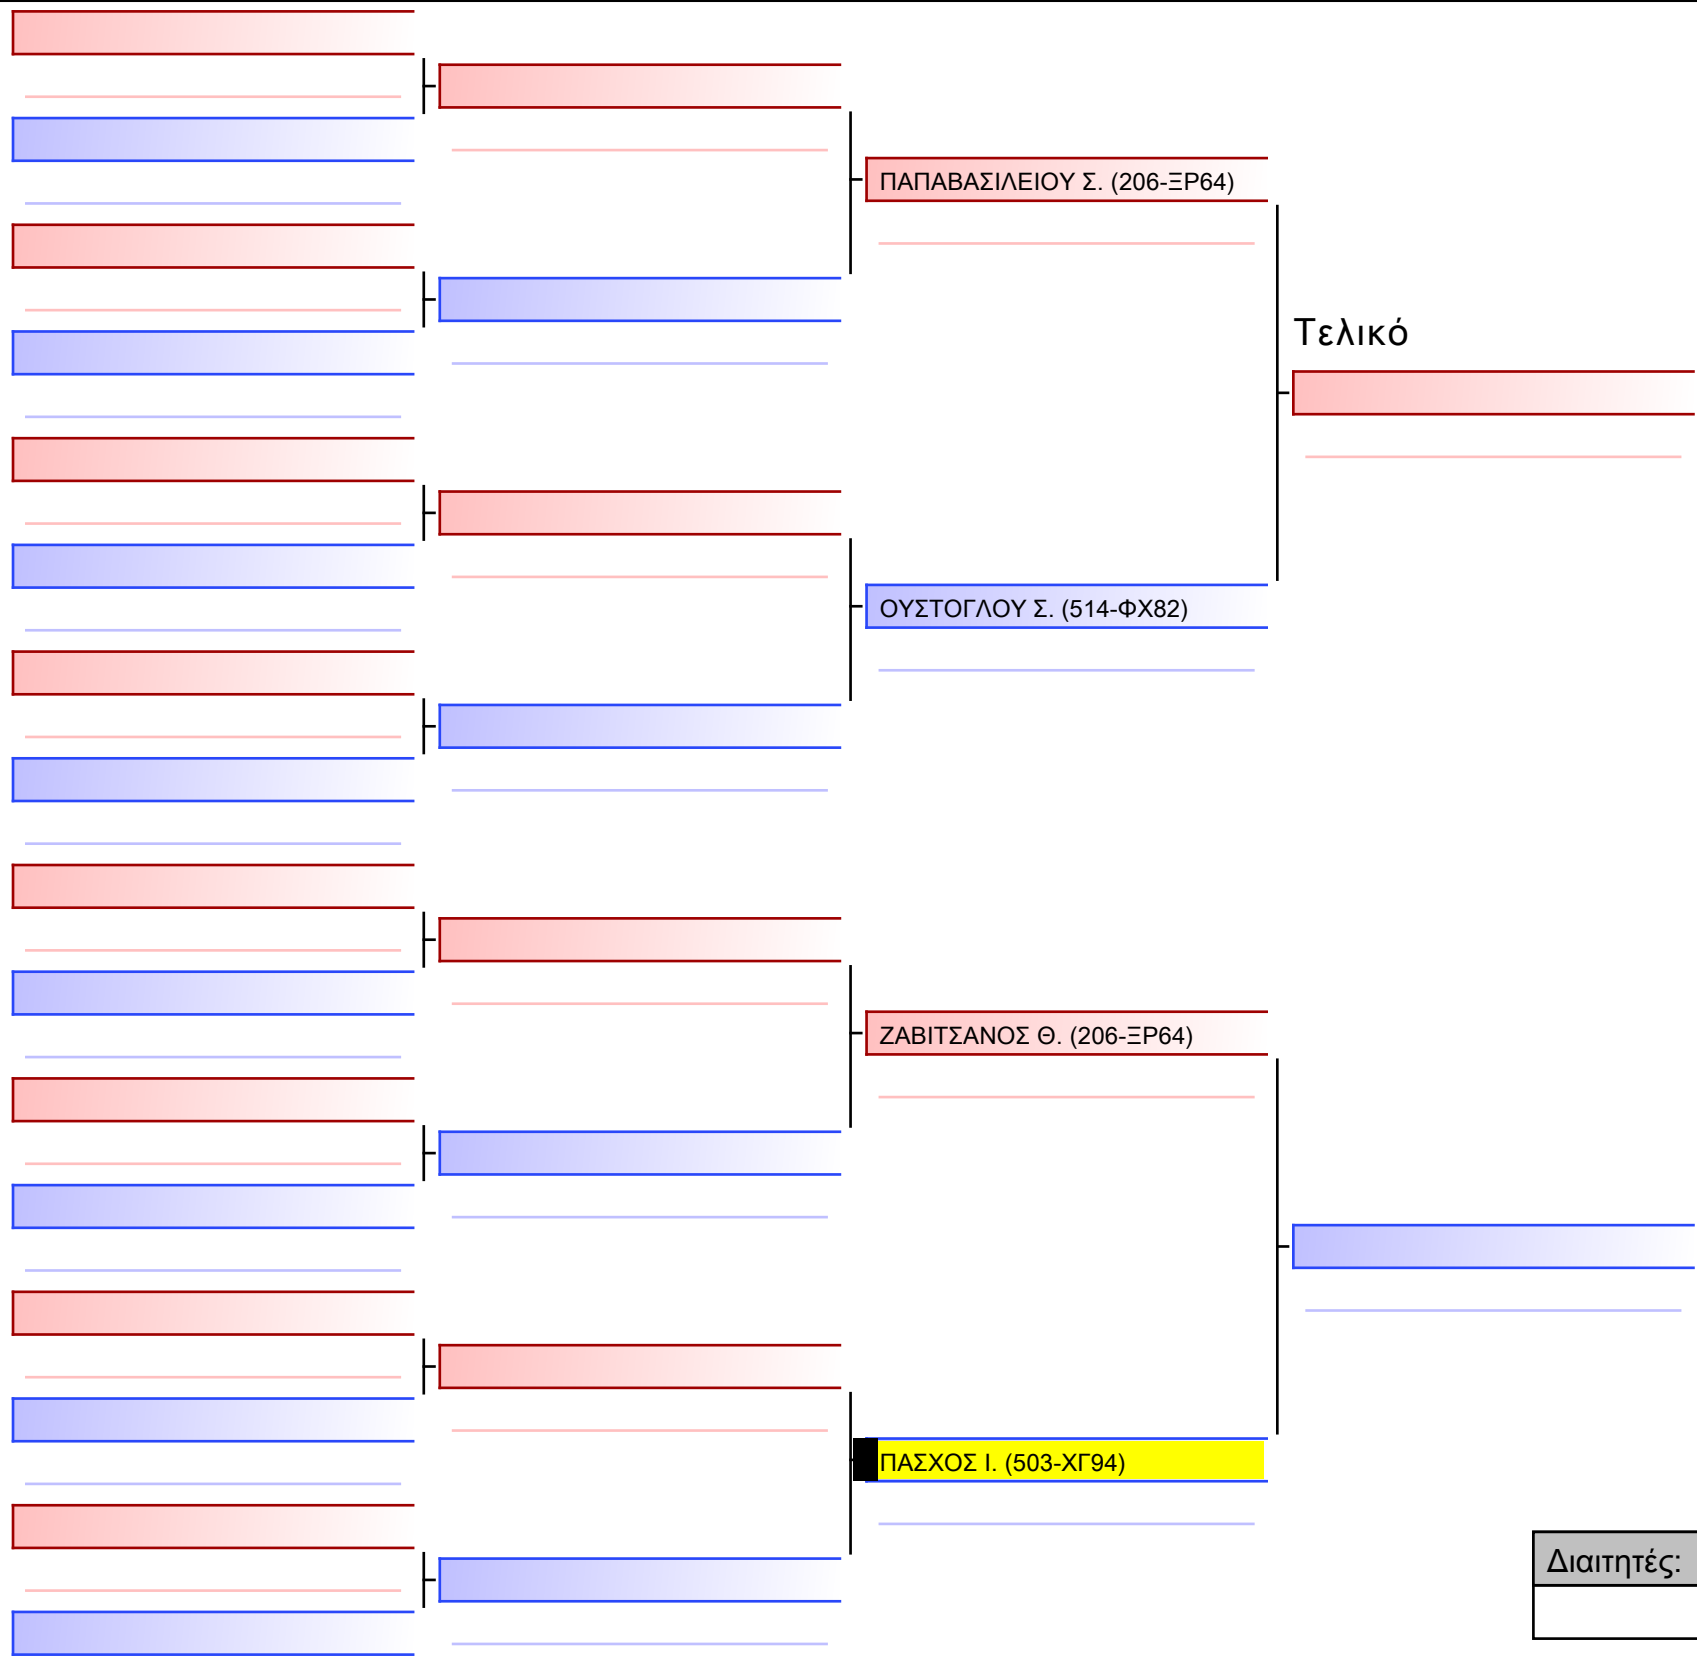 ΠΑΠΑΒΑΣΙΛΕΙΟΥ Σ. (206-ΞΡ64)
Τελικό
ΟΥΣΤΟΓΛΟΥ Σ. (514-ΦΧ82)
ΖΑΒΙΤΣΑΝΟΣ Θ. (206-ΞΡ64)
ΠΑΣΧΟΣ Ι. (503-ΧΓ94)
Διαιτητές: